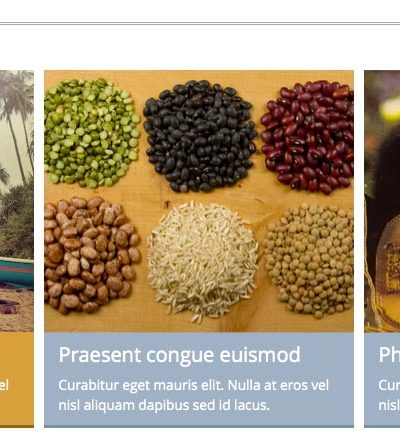 Praesent congue euismod
Curabitur eget mauris elit. Nulla at eros vel
nisl aliquam dapibus sed id lacus.
el
Ph
Cur
nisl